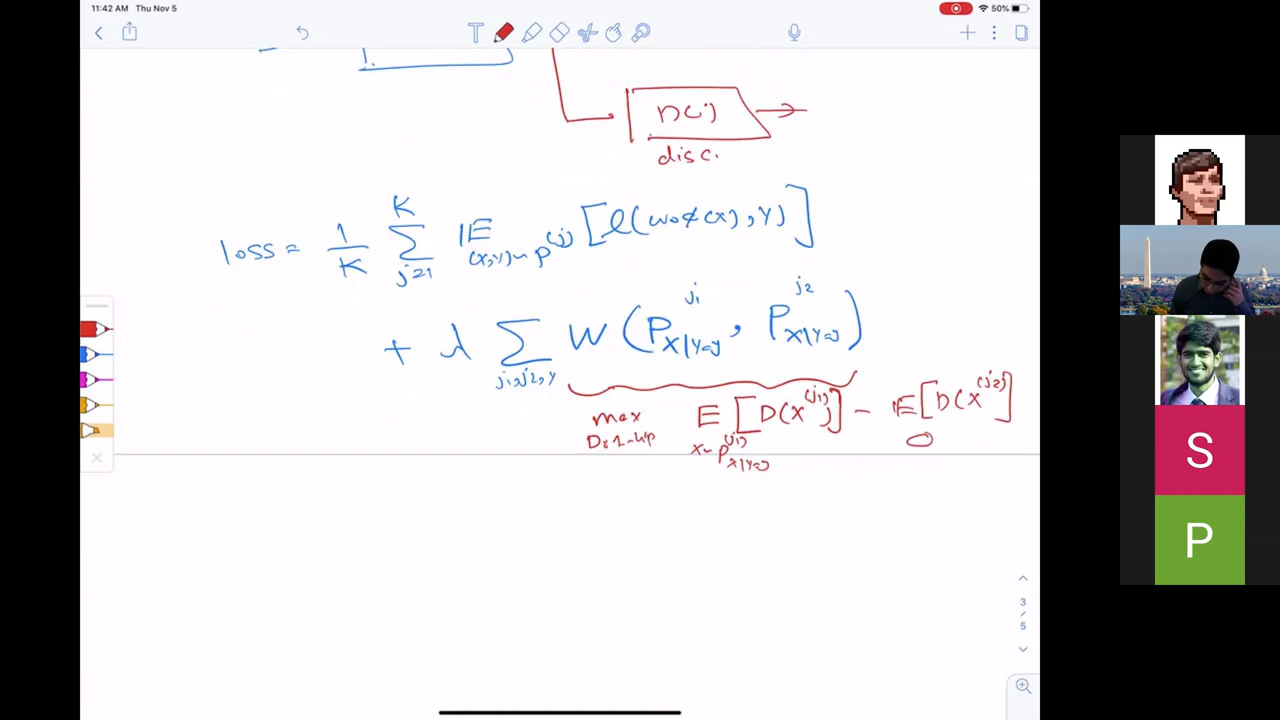 11:42 AM Thu Nov 5
50%
D(·)
disc.
loss = 1/K Σ_{j=1}^{K} 𝔼_{(x,y)~P^{(j)}} [ℓ(w∘φ(x), y)]
+ λ Σ_{j1,j2,y} W(P^{j1}_{X|Y=y}, P^{j2}_{X|Y=y})
max_{D: 1-Lip} 𝔼_{x~P^{(j1)}_{X|Y=y}} [D(x^{(j1)})] − 𝔼[D(x^{(j2)})]
3
/
5
S
P